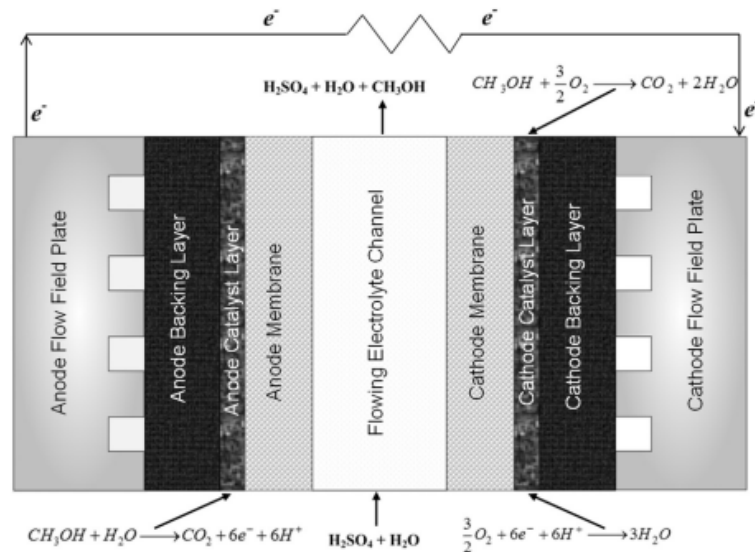 e⁻ e⁻
H₂SO₄ + H₂O + CH₃OH
CH₃OH + 3/2 O₂ ⟶ CO₂ + 2H₂O
e⁻
e
Anode Flow Field Plate
Anode Backing Layer
Anode Catalyst Layer
Anode Membrane
Flowing Electrolyte Channel
Cathode Membrane
Cathode Catalyst Layer
Cathode Backing Layer
Cathode Flow Field Plate
CH₃OH + H₂O ⟶ CO₂ + 6e⁻ + 6H⁺
H₂SO₄ + H₂O
3/2 O₂ + 6e⁻ + 6H⁺ ⟶ 3H₂O